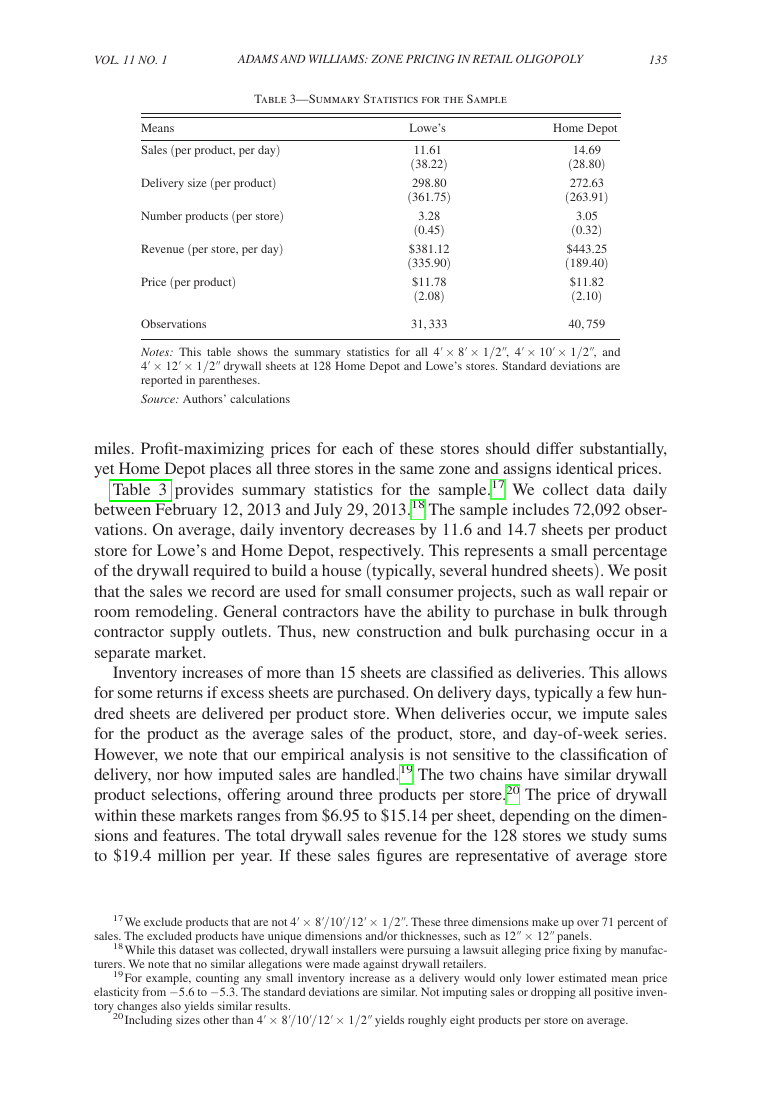 VOL. 11 NO. 1 ADAMS AND WILLIAMS: ZONE PRICING IN RETAIL OLIGOPOLY 135
Table 3—Summary Statistics for the Sample
Means Lowe's Home Depot
Sales (per product, per day) 11.61 14.69
(38.22) (28.80)
Delivery size (per product) 298.80 272.63
(361.75) (263.91)
Number products (per store) 3.28 3.05
(0.45) (0.32)
Revenue (per store, per day) $381.12 $443.25
(335.90) (189.40)
Price (per product) $11.78 $11.82
(2.08) (2.10)
Observations 31,333 40,759
Notes: This table shows the summary statistics for all 4′ × 8′ × 1/2″, 4′ × 10′ × 1/2″, and
4′ × 12′ × 1/2″ drywall sheets at 128 Home Depot and Lowe's stores. Standard deviations are
reported in parentheses.
Source: Authors' calculations
miles. Profit-maximizing prices for each of these stores should differ substantially,
yet Home Depot places all three stores in the same zone and assigns identical prices.
Table 3 provides summary statistics for the sample.17 We collect data daily
between February 12, 2013 and July 29, 2013.18 The sample includes 72,092 obser-
vations. On average, daily inventory decreases by 11.6 and 14.7 sheets per product
store for Lowe's and Home Depot, respectively. This represents a small percentage
of the drywall required to build a house (typically, several hundred sheets). We posit
that the sales we record are used for small consumer projects, such as wall repair or
room remodeling. General contractors have the ability to purchase in bulk through
contractor supply outlets. Thus, new construction and bulk purchasing occur in a
separate market.
Inventory increases of more than 15 sheets are classified as deliveries. This allows
for some returns if excess sheets are purchased. On delivery days, typically a few hun-
dred sheets are delivered per product store. When deliveries occur, we impute sales
for the product as the average sales of the product, store, and day-of-week series.
However, we note that our empirical analysis is not sensitive to the classification of
delivery, nor how imputed sales are handled.19 The two chains have similar drywall
product selections, offering around three products per store.20 The price of drywall
within these markets ranges from $6.95 to $15.14 per sheet, depending on the dimen-
sions and features. The total drywall sales revenue for the 128 stores we study sums
to $19.4 million per year. If these sales figures are representative of average store
17 We exclude products that are not 4′ × 8′/10′/12′ × 1/2″. These three dimensions make up over 71 percent of
sales. The excluded products have unique dimensions and/or thicknesses, such as 12″ × 12″ panels.
18 While this dataset was collected, drywall installers were pursuing a lawsuit alleging price fixing by manufac-
turers. We note that no similar allegations were made against drywall retailers.
19 For example, counting any small inventory increase as a delivery would only lower estimated mean price
elasticity from −5.6 to −5.3. The standard deviations are similar. Not imputing sales or dropping all positive inven-
tory changes also yields similar results.
20 Including sizes other than 4′ × 8′/10′/12′ × 1/2″ yields roughly eight products per store on average.